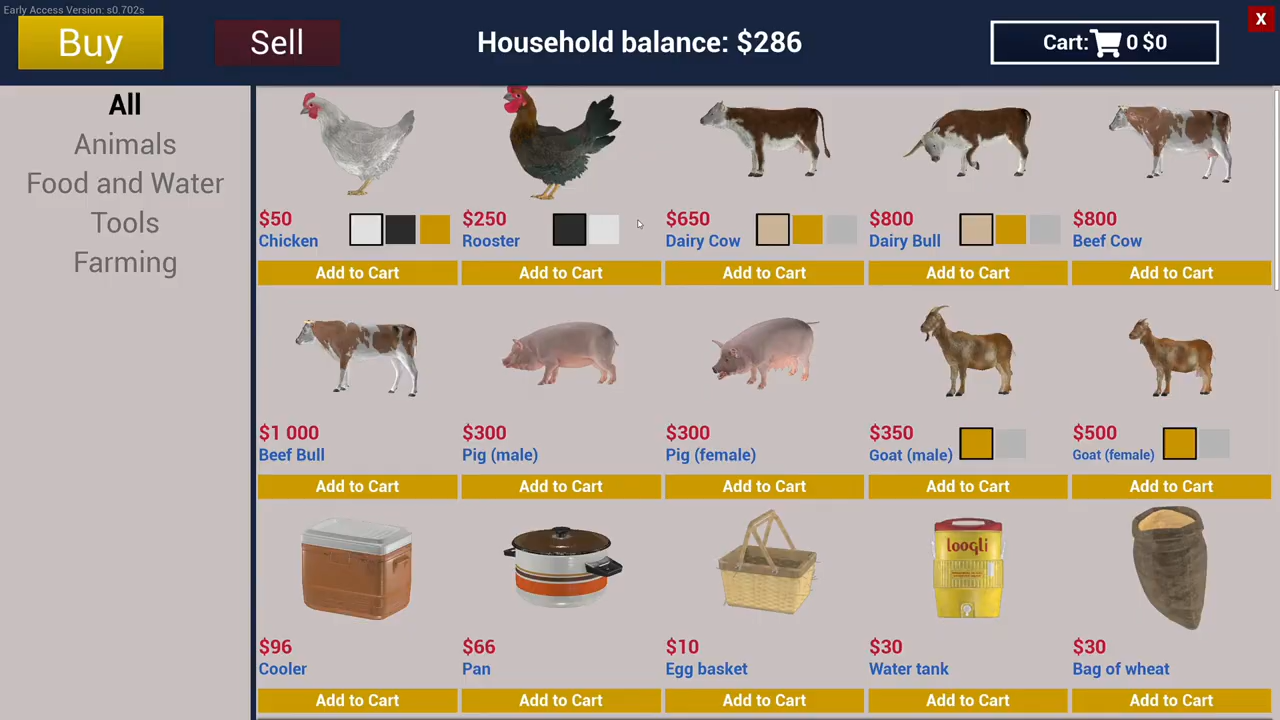 Early Access Version: s0.702s
Buy
Sell
Household balance: $286
Cart: 0 $0
X
All
Animals
Food and Water
Tools
Farming
$50
Chicken
Add to Cart
$250
Rooster
Add to Cart
$650
Dairy Cow
Add to Cart
$800
Dairy Bull
Add to Cart
$800
Beef Cow
Add to Cart
$1 000
Beef Bull
Add to Cart
$300
Pig (male)
Add to Cart
$300
Pig (female)
Add to Cart
$350
Goat (male)
Add to Cart
$500
Goat (female)
Add to Cart
$96
Cooler
Add to Cart
$66
Pan
Add to Cart
$10
Egg basket
Add to Cart
loogli
$30
Water tank
Add to Cart
$30
Bag of wheat
Add to Cart